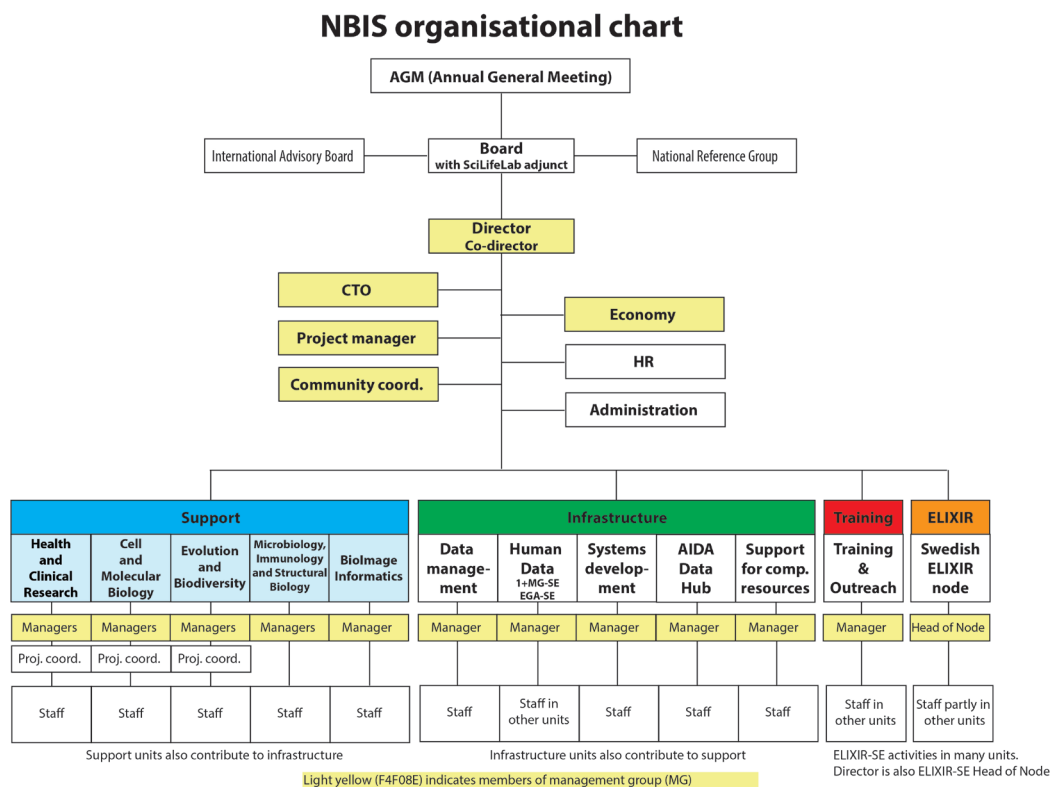 NBIS organisational chart
AGM (Annual General Meeting)
International Advisory Board
Board
with SciLifeLab adjunct
National Reference Group
Director
Co-director
CTO
Economy
Project manager
HR
Community coord.
Administration
Support
Infrastructure
Training
ELIXIR
Health
and
Clinical
Research
Cell
and
Molecular
Biology
Evolution
and
Biodiversity
Microbiology,
Immunology
and Structural
Biology
BioImage
Informatics
Data
manage-
ment
Human
Data
1+MG-SE
EGA-SE
Systems
develop-
ment
AIDA
Data
Hub
Support
for comp.
resources
Training
&
Outreach
Swedish
ELIXIR
node
Managers
Managers
Managers
Managers
Manager
Manager
Manager
Manager
Manager
Manager
Manager
Head of Node
Proj. coord.
Proj. coord.
Proj. coord.
Staff
Staff
Staff
Staff
Staff
Staff
Staff in
other units
Staff
Staff
Staff
Staff in
other units
Staff partly in
other units
Support units also contribute to infrastructure
Infrastructure units also contribute to support
ELIXIR-SE activities in many units.
Director is also ELIXIR-SE Head of Node
Light yellow (F4F08E) indicates members of management group (MG)